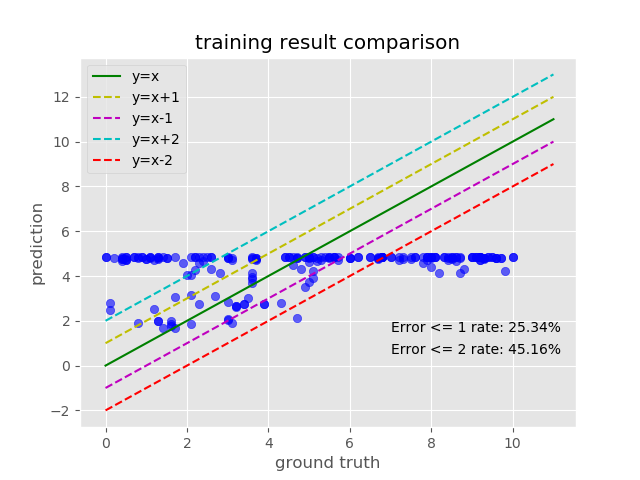 training result comparison
y=x
y=x+1
y=x-1
y=x+2
y=x-2
12
10
8
6
4
2
0
−2
prediction
Error <= 1 rate: 25.34%
Error <= 2 rate: 45.16%
0 2 4 6 8 10
ground truth